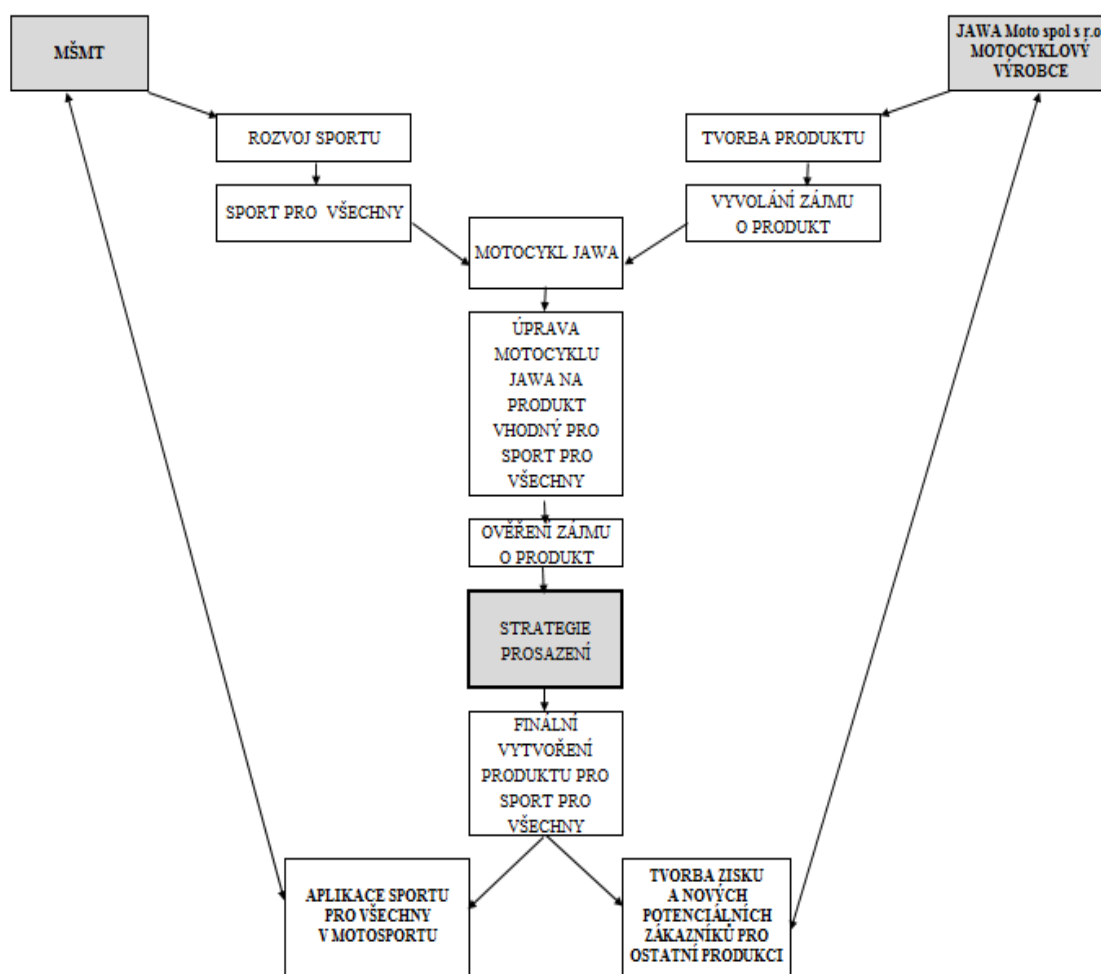 MŠMT
JAWA Moto spol s r.o
MOTOCYKLOVÝ
VÝROBCE
ROZVOJ SPORTU
TVORBA PRODUKTU
SPORT PRO VŠECHNY
VYVOLÁNÍ ZÁJMU
O PRODUKT
MOTOCYKL JAWA
ÚPRAVA
MOTOCYKLU
JAWA NA
PRODUKT
VHODNÝ PRO
SPORT PRO
VŠECHNY
OVĚŘENÍ ZÁJMU
O PRODUKT
STRATEGIE
PROSAZENÍ
FINÁLNÍ
VYTVOŘENÍ
PRODUKTU PRO
SPORT PRO
VŠECHNY
APLIKACE SPORTU
PRO VŠECHNY
V MOTOSPORTU
TVORBA ZISKU
A NOVÝCH
POTENCIÁLNÍCH
ZÁKAZNÍKŮ PRO
OSTATNÍ PRODUKCI